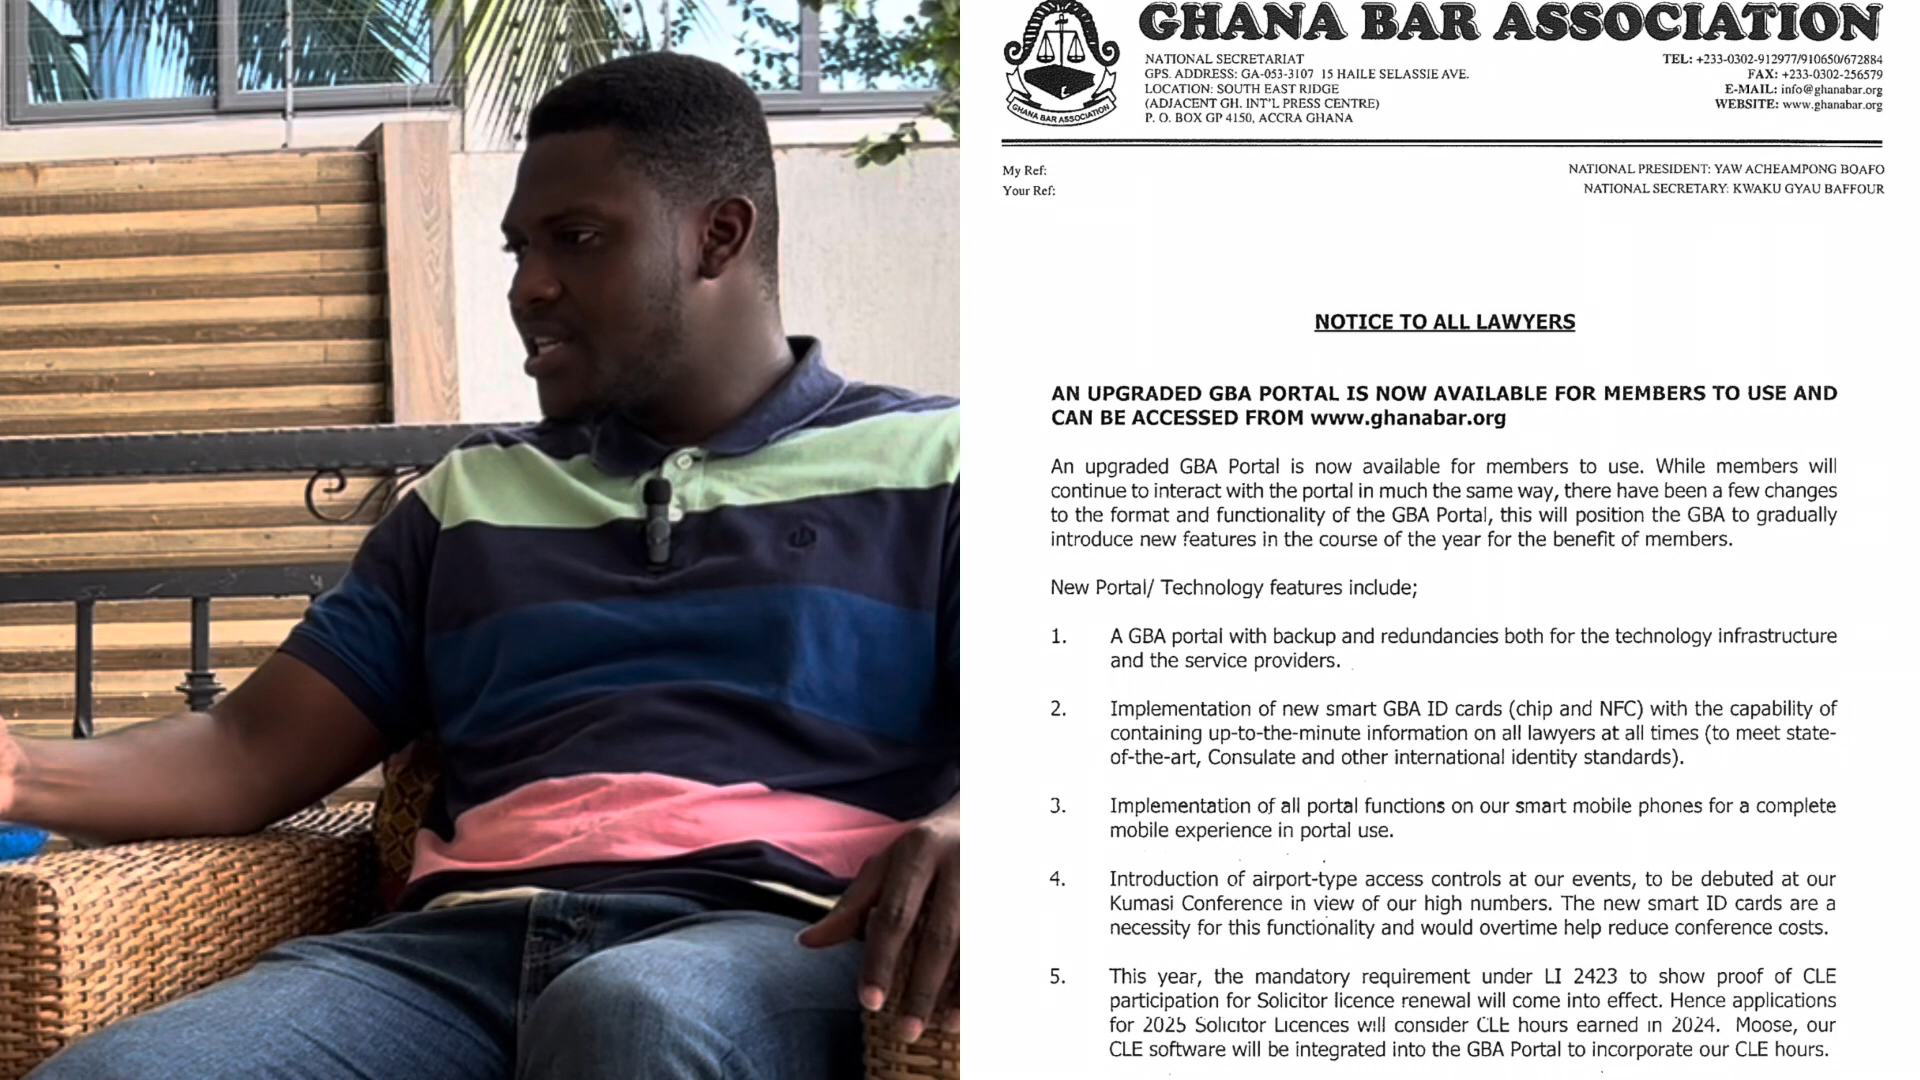 GHANA BAR ASSOCIATION
NATIONAL SECRETARIAT
GPS. ADDRESS: GA-053-3107 15 HAILE SELASSIE AVE.
LOCATION: SOUTH EAST RIDGE
(ADJACENT GH. INT'L PRESS CENTRE)
P. O. BOX GP 4150, ACCRA GHANA
TEL: +233-0302-912977/910650/672884
FAX: +233-0302-256579
E-MAIL: info@ghanabar.org
WEBSITE: www.ghanabar.org
GHANA BAR ASSOCIATION
My Ref:
Your Ref:
NATIONAL PRESIDENT: YAW ACHEAMPONG BOAFO
NATIONAL SECRETARY: KWAKU GYAU BAFFOUR
NOTICE TO ALL LAWYERS
AN UPGRADED GBA PORTAL IS NOW AVAILABLE FOR MEMBERS TO USE AND
CAN BE ACCESSED FROM www.ghanabar.org
An upgraded GBA Portal is now available for members to use. While members will
continue to interact with the portal in much the same way, there have been a few changes
to the format and functionality of the GBA Portal, this will position the GBA to gradually
introduce new features in the course of the year for the benefit of members.
New Portal/ Technology features include;
1. A GBA portal with backup and redundancies both for the technology infrastructure
and the service providers.
2. Implementation of new smart GBA ID cards (chip and NFC) with the capability of
containing up-to-the-minute information on all lawyers at all times (to meet state-
of-the-art, Consulate and other international identity standards).
3. Implementation of all portal functions on our smart mobile phones for a complete
mobile experience in portal use.
4. Introduction of airport-type access controls at our events, to be debuted at our
Kumasi Conference in view of our high numbers. The new smart ID cards are a
necessity for this functionality and would overtime help reduce conference costs.
5. This year, the mandatory requirement under LI 2423 to show proof of CLE
participation for Solicitor licence renewal will come into effect. Hence applications
for 2025 Solicitor Licences will consider CLE hours earned in 2024. Moose, our
CLE software will be integrated into the GBA Portal to incorporate our CLE hours.